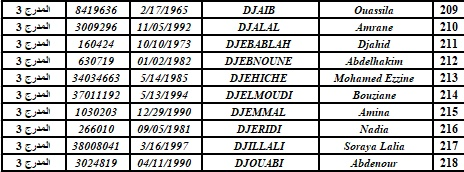 المدرج 3 8419636 2/17/1965 DJAIB Ouassila 209
المدرج 3 3009296 11/05/1992 DJALAL Amrane 210
المدرج 3 160424 10/10/1973 DJEBABLAH Djahid 211
المدرج 3 630719 01/02/1982 DJEBNOUNE Abdelhakim 212
المدرج 3 34034663 5/14/1985 DJEHICHE Mohamed Ezzine 213
المدرج 3 37011192 5/13/1994 DJELMOUDI Bouziane 214
المدرج 3 1030203 12/29/1990 DJEMMAL Amina 215
المدرج 3 266010 09/05/1981 DJERIDI Nadia 216
المدرج 3 38008041 3/16/1997 DJILLALI Soraya Lalia 217
المدرج 3 3024819 04/11/1990 DJOUABI Abdenour 218